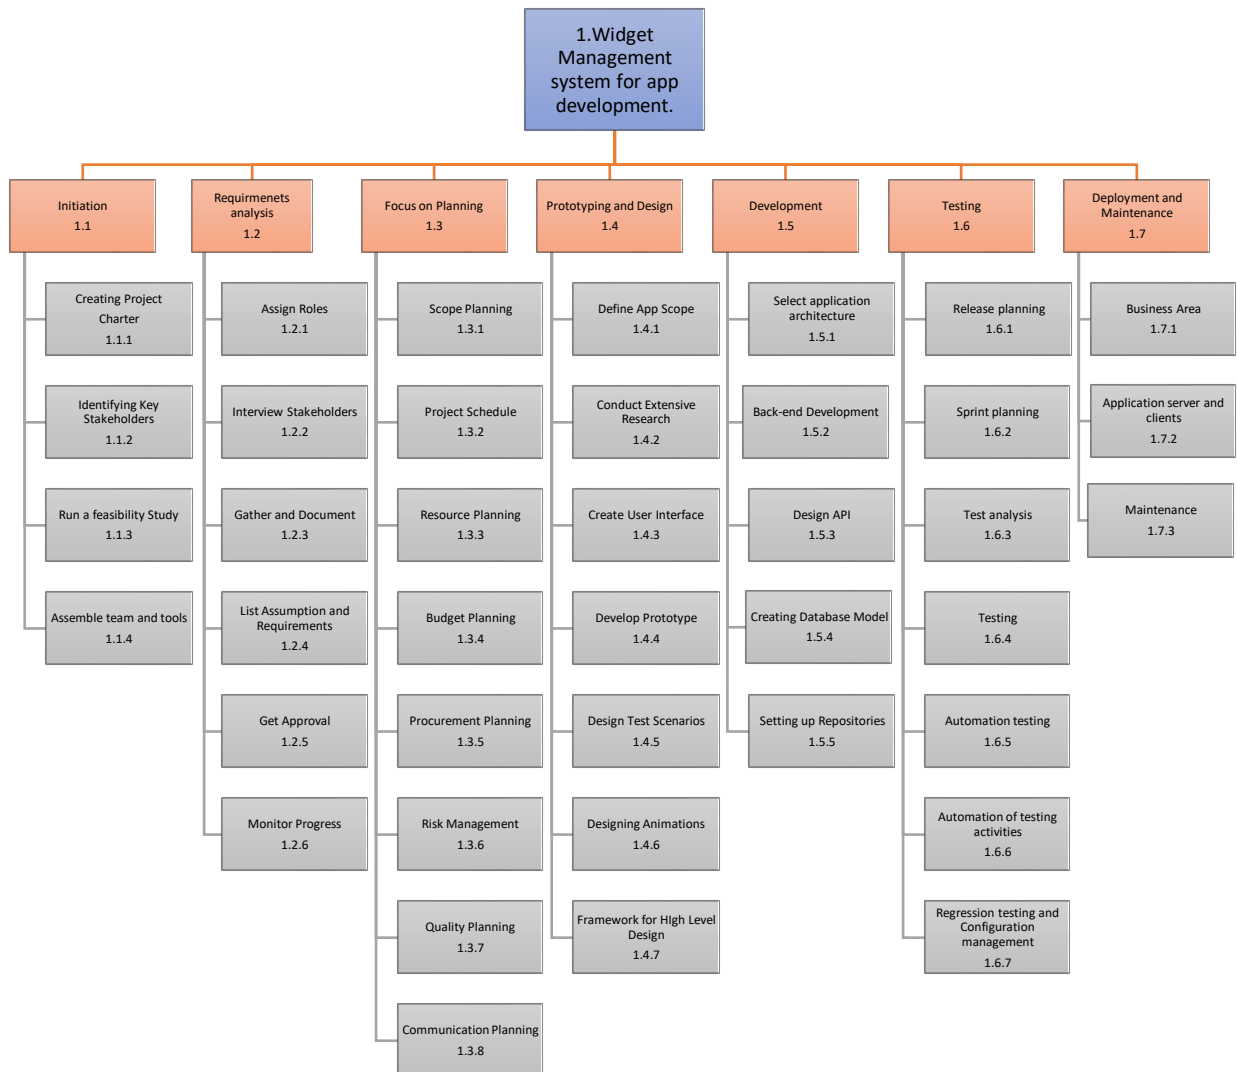 1.Widget
Management
system for app
development.
Initiation
1.1
Requirmenets
analysis
1.2
Focus on Planning
1.3
Prototyping and Design
1.4
Development
1.5
Testing
1.6
Deployment and
Maintenance
1.7
Creating Project
Charter
1.1.1
Identifying Key
Stakeholders
1.1.2
Run a feasibility Study
1.1.3
Assemble team and tools
1.1.4
Assign Roles
1.2.1
Interview Stakeholders
1.2.2
Gather and Document
1.2.3
List Assumption and
Requirements
1.2.4
Get Approval
1.2.5
Monitor Progress
1.2.6
Scope Planning
1.3.1
Project Schedule
1.3.2
Resource Planning
1.3.3
Budget Planning
1.3.4
Procurement Planning
1.3.5
Risk Management
1.3.6
Quality Planning
1.3.7
Communication Planning
1.3.8
Define App Scope
1.4.1
Conduct Extensive
Research
1.4.2
Create User Interface
1.4.3
Develop Prototype
1.4.4
Design Test Scenarios
1.4.5
Designing Animations
1.4.6
Framework for HIgh Level
Design
1.4.7
Select application
architecture
1.5.1
Back-end Development
1.5.2
Design API
1.5.3
Creating Database Model
1.5.4
Setting up Repositories
1.5.5
Release planning
1.6.1
Sprint planning
1.6.2
Test analysis
1.6.3
Testing
1.6.4
Automation testing
1.6.5
Automation of testing
activities
1.6.6
Regression testing and
Configuration
management
1.6.7
Business Area
1.7.1
Application server and
clients
1.7.2
Maintenance
1.7.3